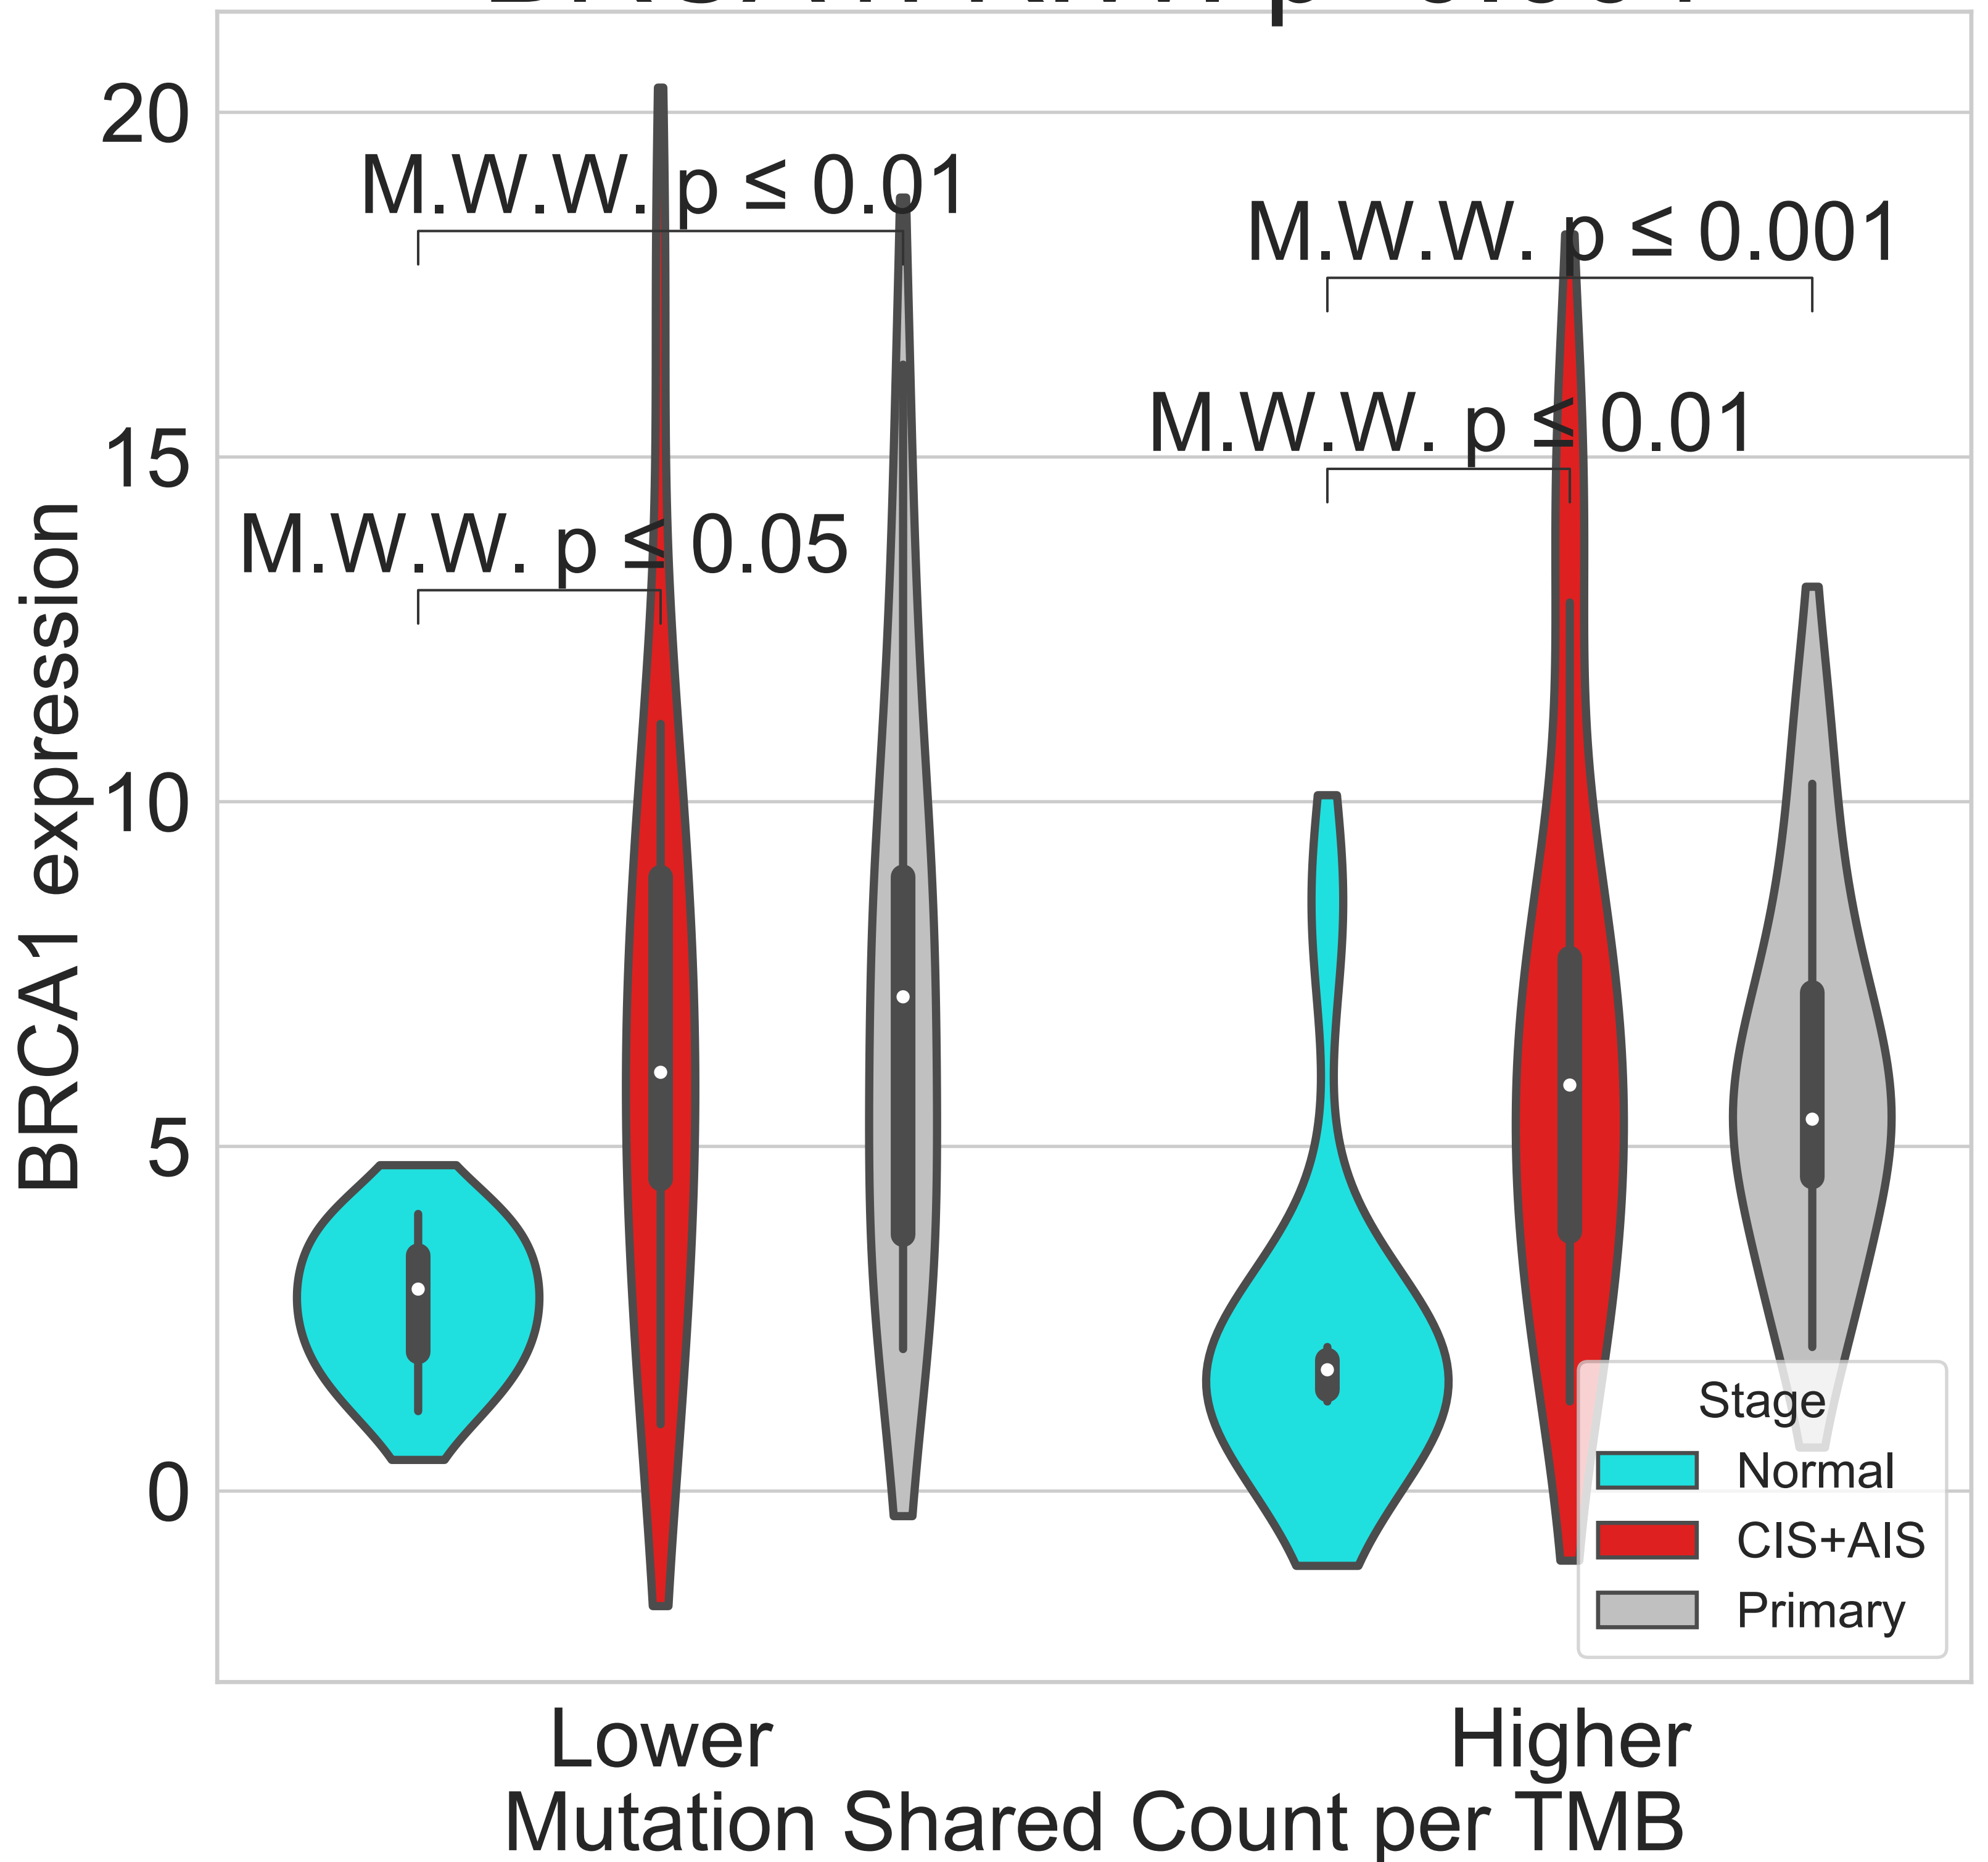 20
15
10
5
0
BRCA1 expression
M.W.W. p ≤ 0.01
M.W.W. p ≤ 0.001
M.W.W. p ≤ 0.01
M.W.W. p ≤ 0.05
Stage
Normal
CIS+AIS
Primary
Lower
Higher
Mutation Shared Count per TMB